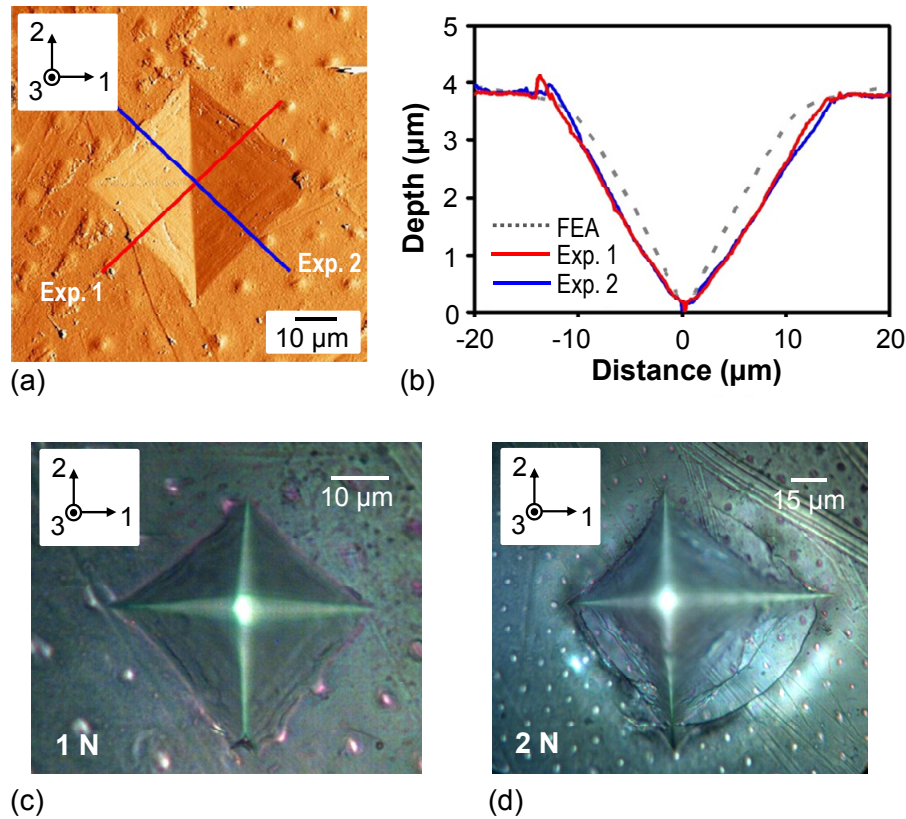 2
3
1
Exp. 1
Exp. 2
10 µm
(a)
(b)
5
4
3
2
1
0
Depth (µm)
FEA
Exp. 1
Exp. 2
-20
-10
0
10
20
Distance (µm)
2
3
1
10 µm
1 N
(c)
2
3
1
15 µm
2 N
(d)